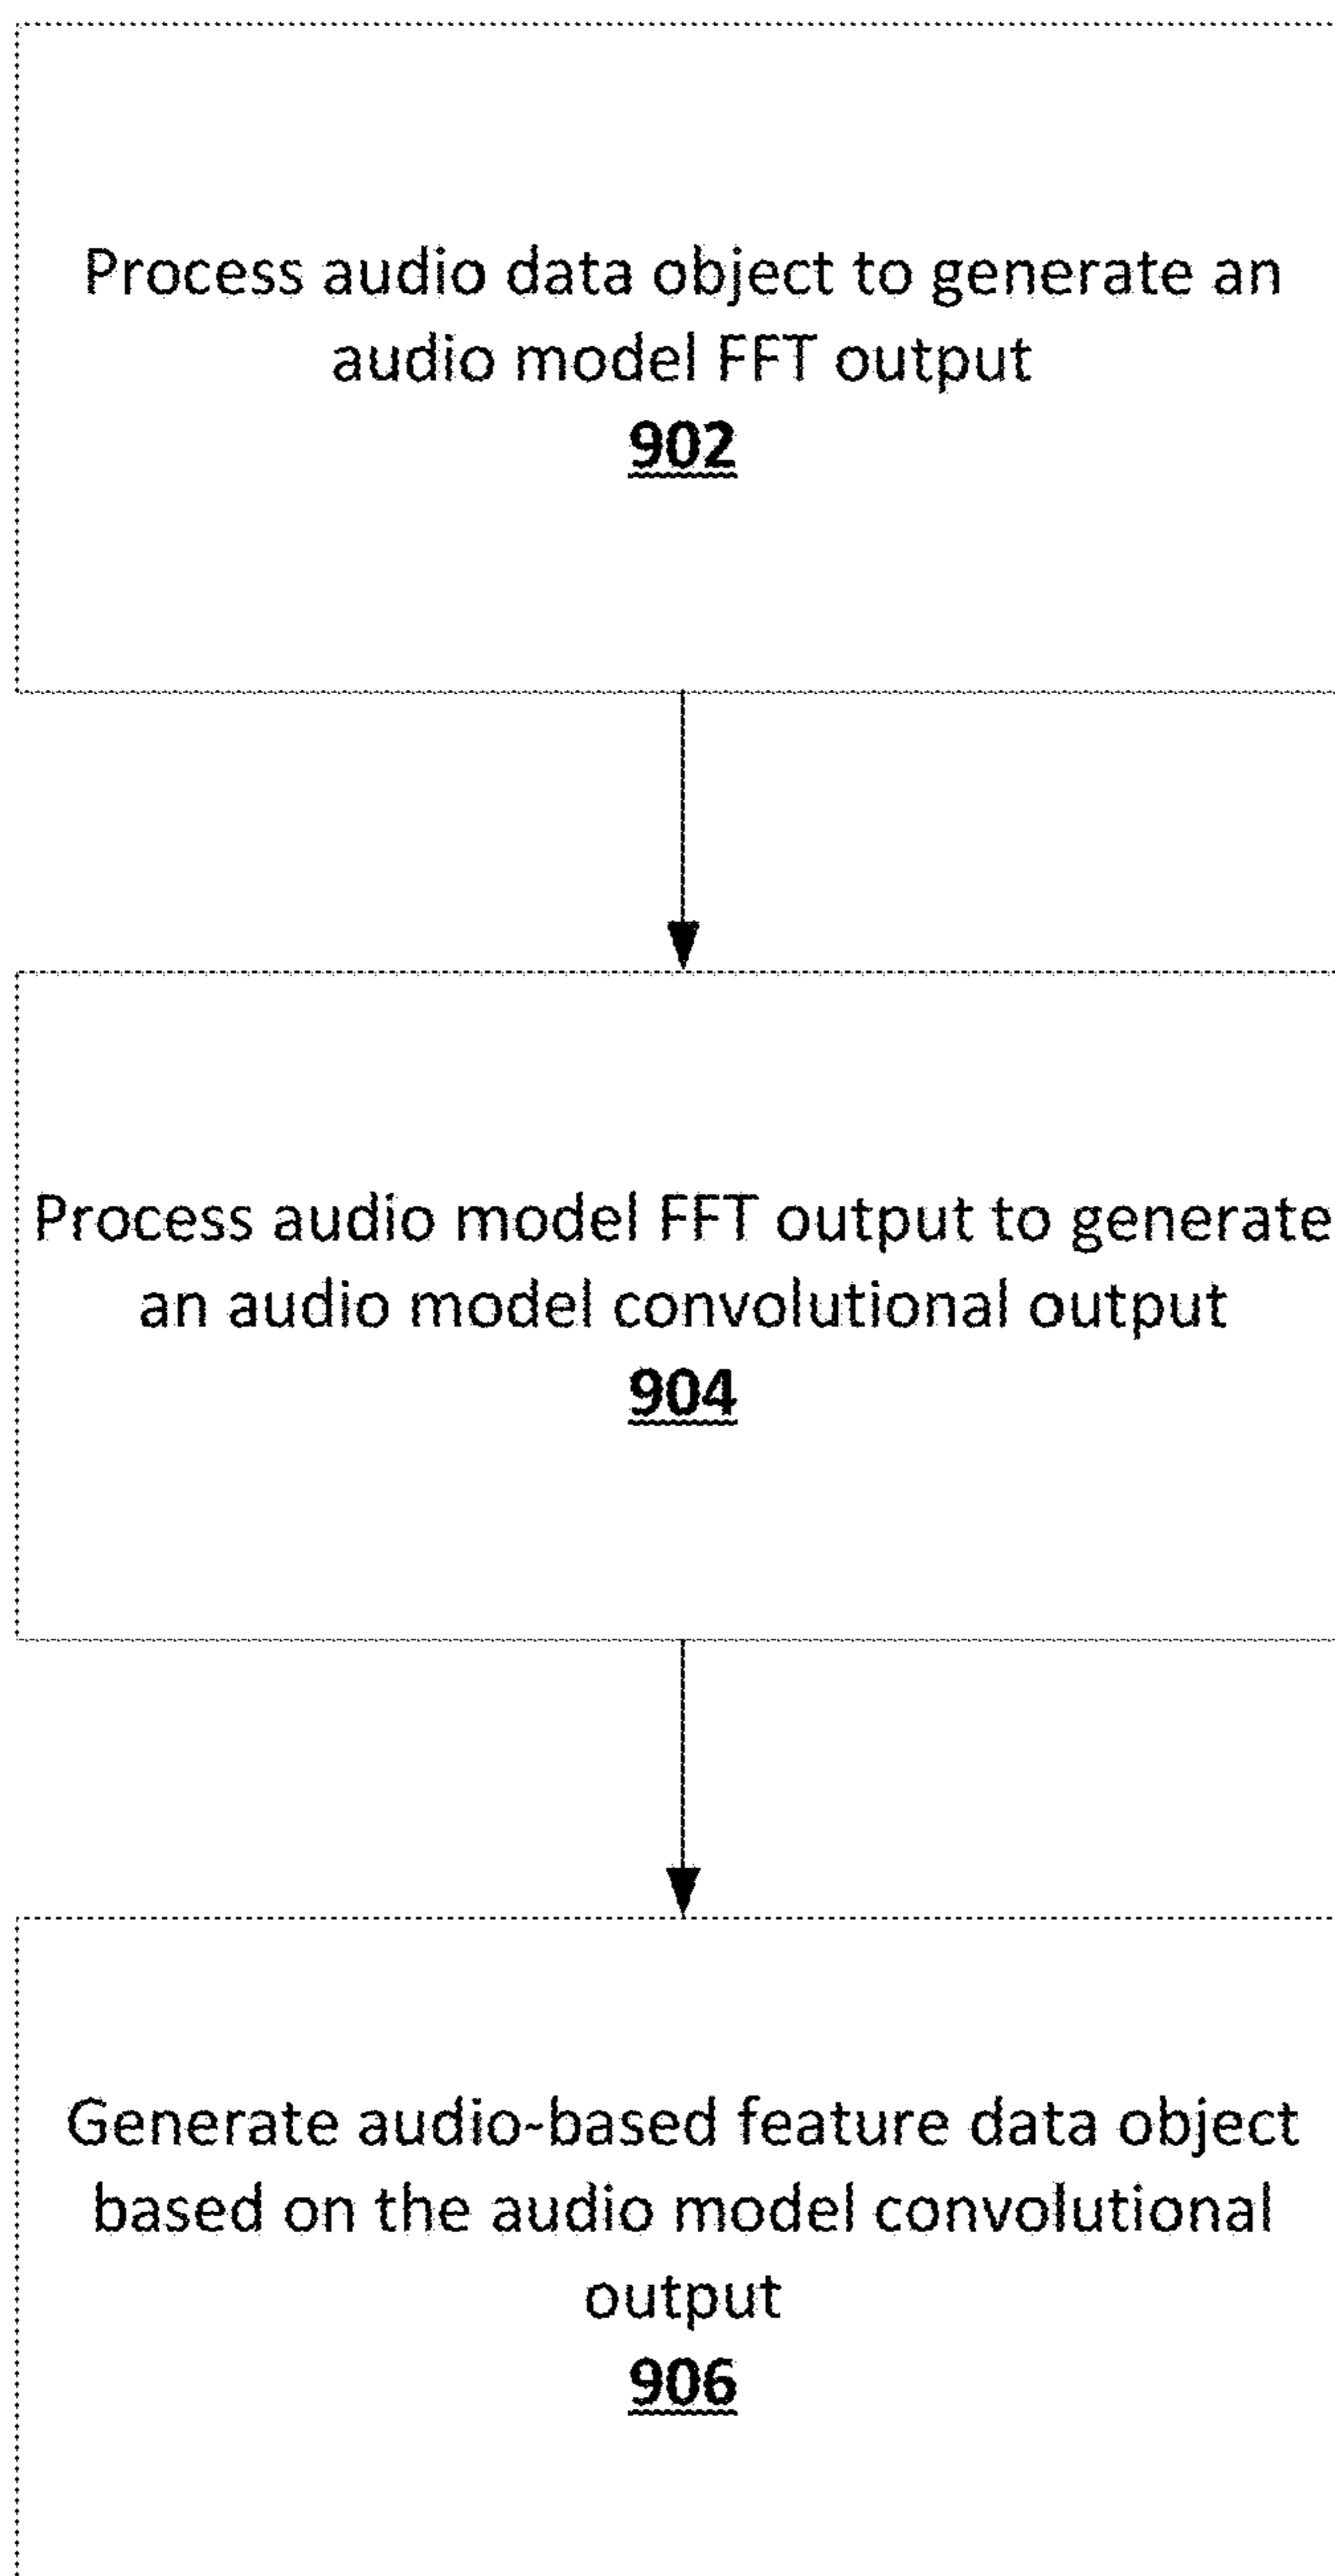 Process audio data object to generate an
audio model FFT output
902
Process audio model FFT output to generate
an audio model convolutional output
904
Generate audio-based feature data object
based on the audio model convolutional
output
906